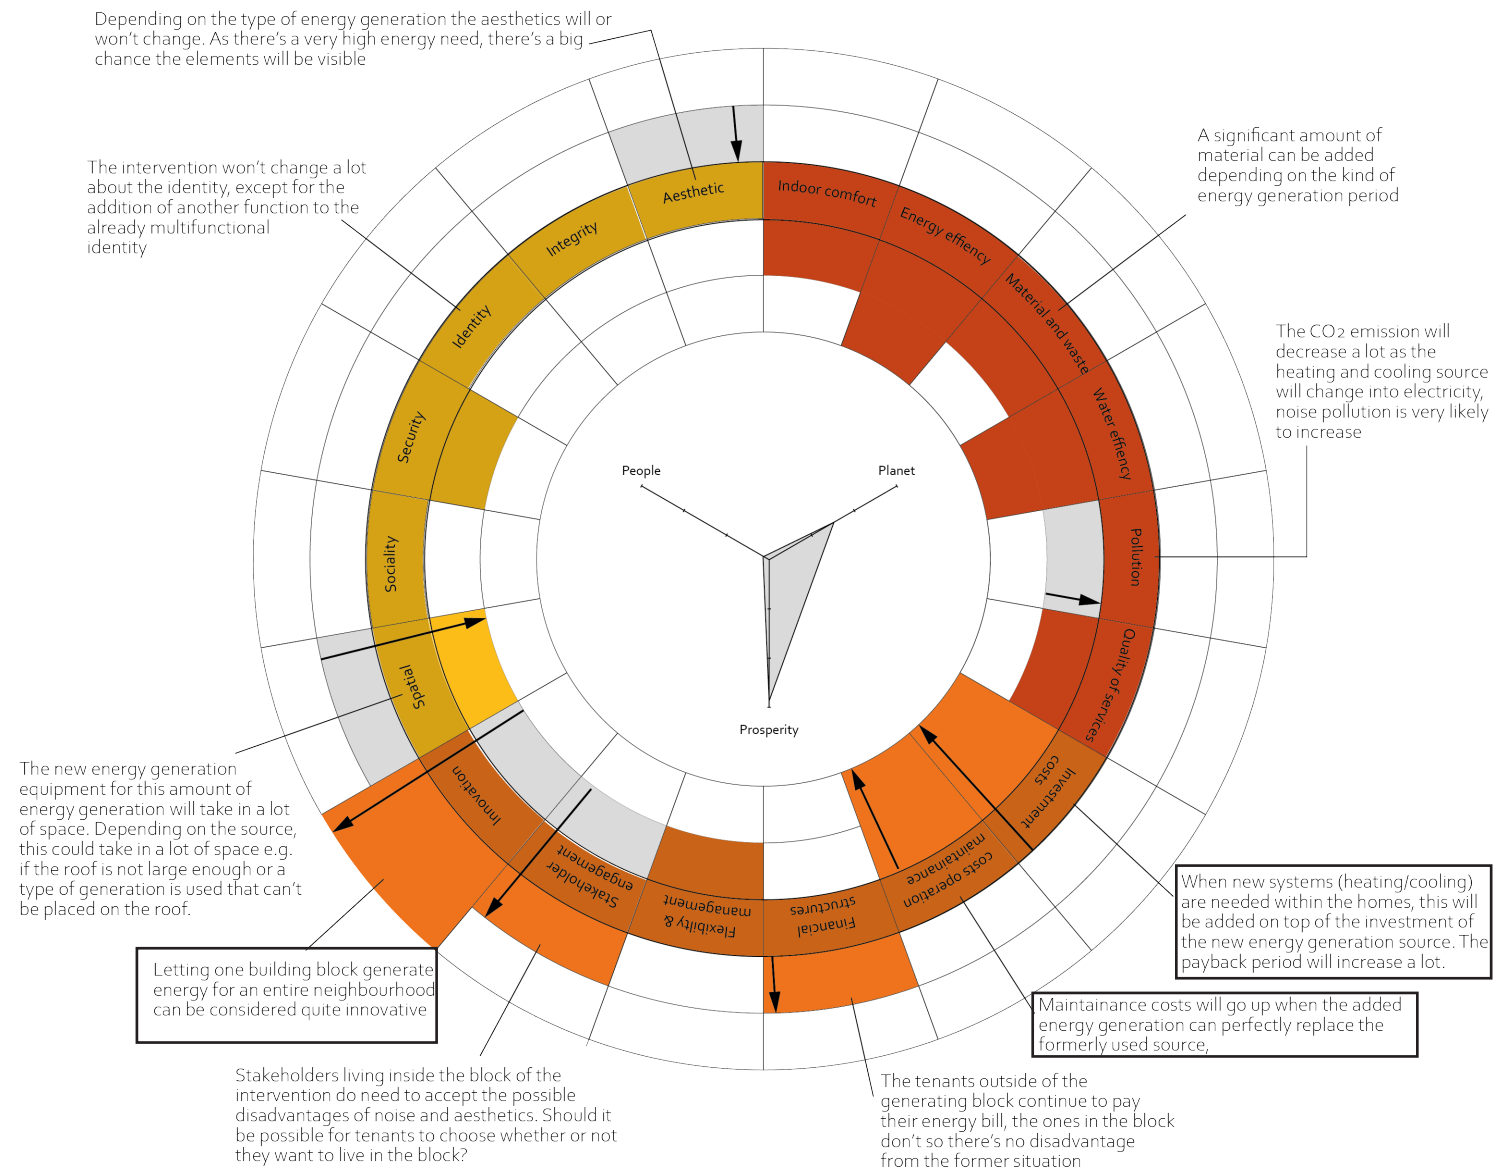 Depending on the type of energy generation the aesthetics will or
won't change. As there's a very high energy need, there's a big
chance the elements will be visible
The intervention won't change a lot
about the identity, except for the
addition of another function to the
already multifunctional
identity
A significant amount of
material can be added
depending on the kind of
energy generation period
The CO2 emission will
decrease a lot as the
heating and cooling source
will change into electricity,
noise pollution is very likely
to increase
Aesthetic
Indoor comfort
Energy effiency
Material and waste
Water effiency
Pollution
Quality of services
Investment
costs
costs operation
maintainance
Financial
structures
Flexibilty &
management
Stakeholder
engagement
Innovation
Spatial
Sociality
Security
Identity
Integrity
People
Planet
Prosperity
The new energy generation
equipment for this amount of
energy generation will take in a lot
of space. Depending on the source,
this could take in a lot of space e.g.
if the roof is not large enough or a
type of generation is used that can't
be placed on the roof.
Letting one building block generate
energy for an entire neighbourhood
can be considered quite innovative
Stakeholders living inside the block of the
intervention do need to accept the possible
disadvantages of noise and aesthetics. Should it
be possible for tenants to choose whether or not
they want to live in the block?
When new systems (heating/cooling)
are needed within the homes, this will
be added on top of the investment of
the new energy generation source. The
payback period will increase a lot.
Maintainance costs will go up when the added
energy generation can perfectly replace the
formerly used source,
The tenants outside of the
generating block continue to pay
their energy bill, the ones in the block
don't so there's no disadvantage
from the former situation